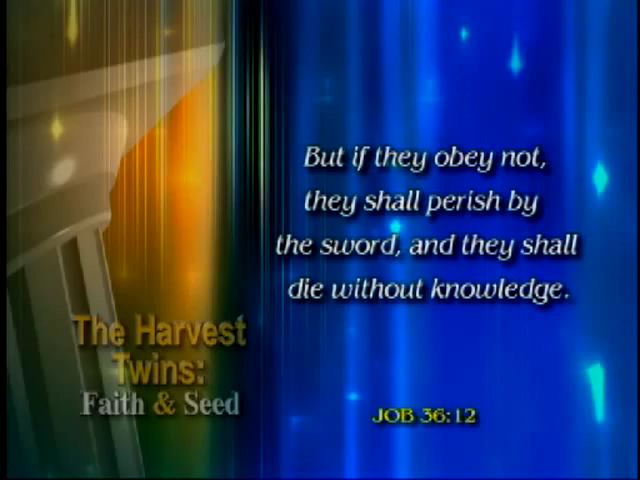 But if they obey not,
they shall perish by
the sword, and they shall
die without knowledge.
The Harvest
Twins:
Faith & Seed
JOB 36:12